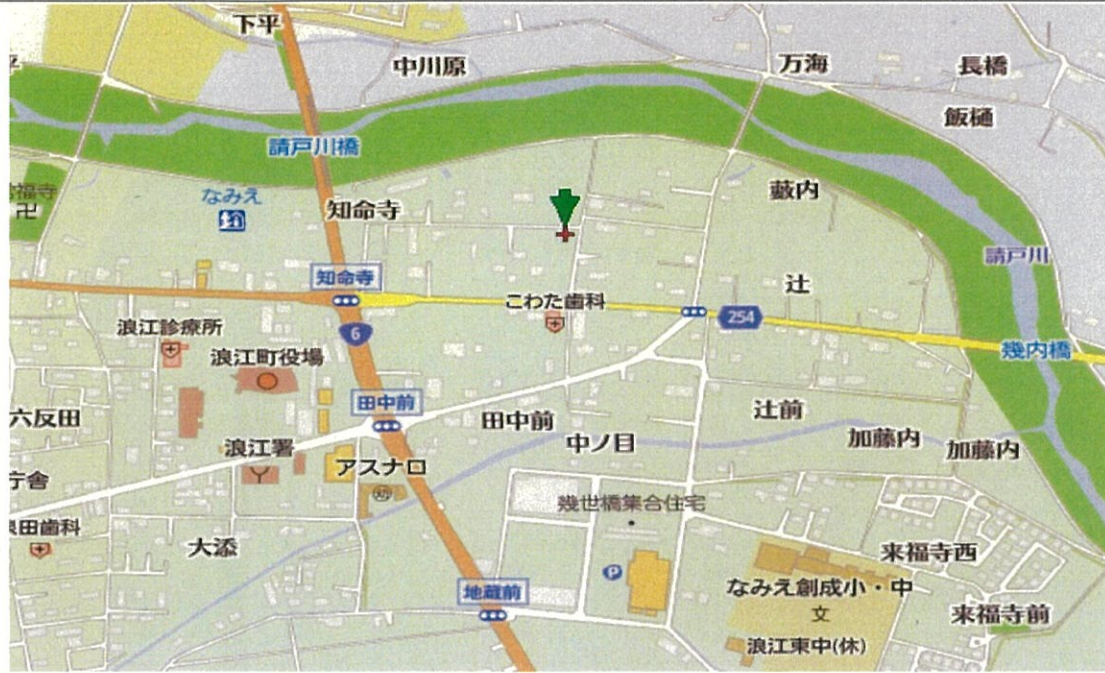 下平
中川原
万海
長橋
飯樋
請戸川橋
なみえ
知命寺
藪内
請戸川
知命寺
辻
こわた歯科
254
6
浪江診療所
浪江町役場
幾内橋
田中前
六反田
田中前
辻前
中ノ目
加藤内
加藤内
浪江署
アスナロ
庁舎
幾世橋集合住宅
P
大添
来福寺西
地蔵前
なみえ創成小・中
文
来福寺前
浪江東中(休)